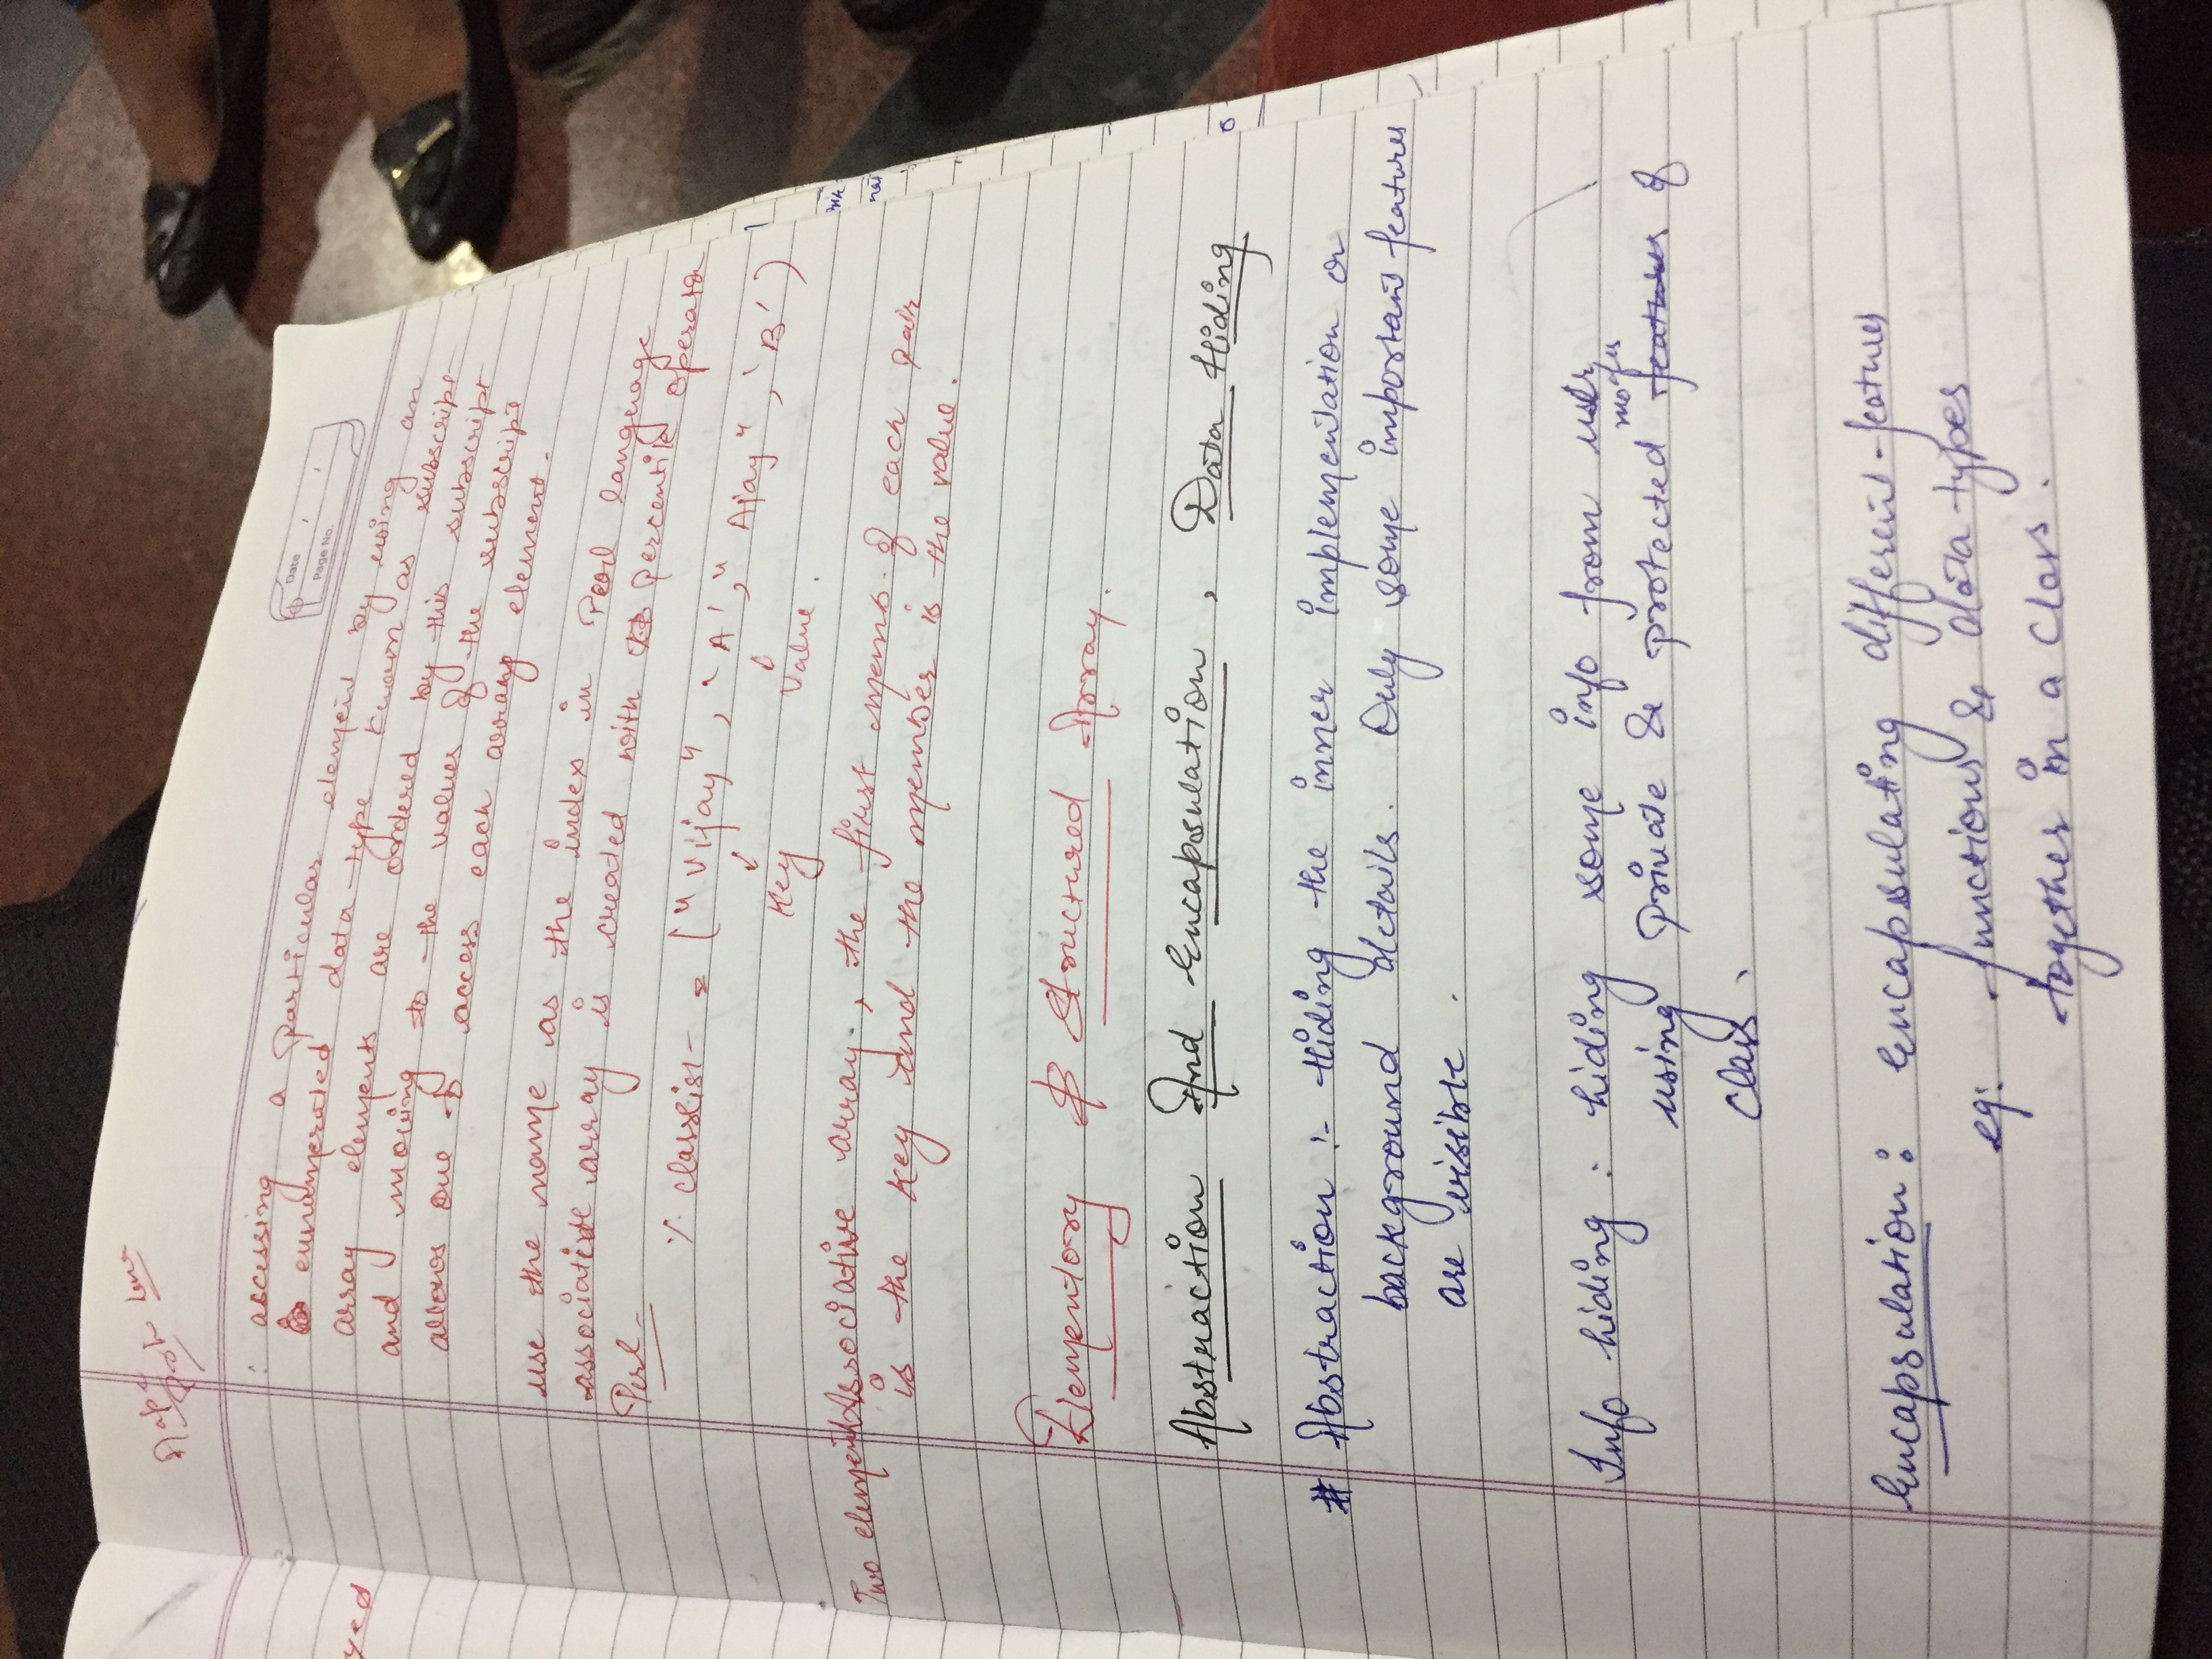 yed
: accessing a particular element by using an
ennumerated data type known as subscript
array elements are ordered by this subscript
and moving to the values of the subscript
allows one to access each array element.
Date
Page No.
use the name as the index in Pearl language
associative array is created with percentile operator
Perl -
% classlist = ("Vijay", 'A', "Ajay", 'B')
Key Value.
Two element Associative array, the first memb. of each pair
is the key and the member is the value.
Elementory & Structured Array.
Abstraction And Encapsulation, Data Hiding
# Abstraction :- Hiding the inner implementation or
background details. Only some important features
are visible.
Info hiding : hiding some info from user,
modes
using Private & protected features of
class.
Encapsulation : Encapsulating different features
eg: functions & data types
together in a class.